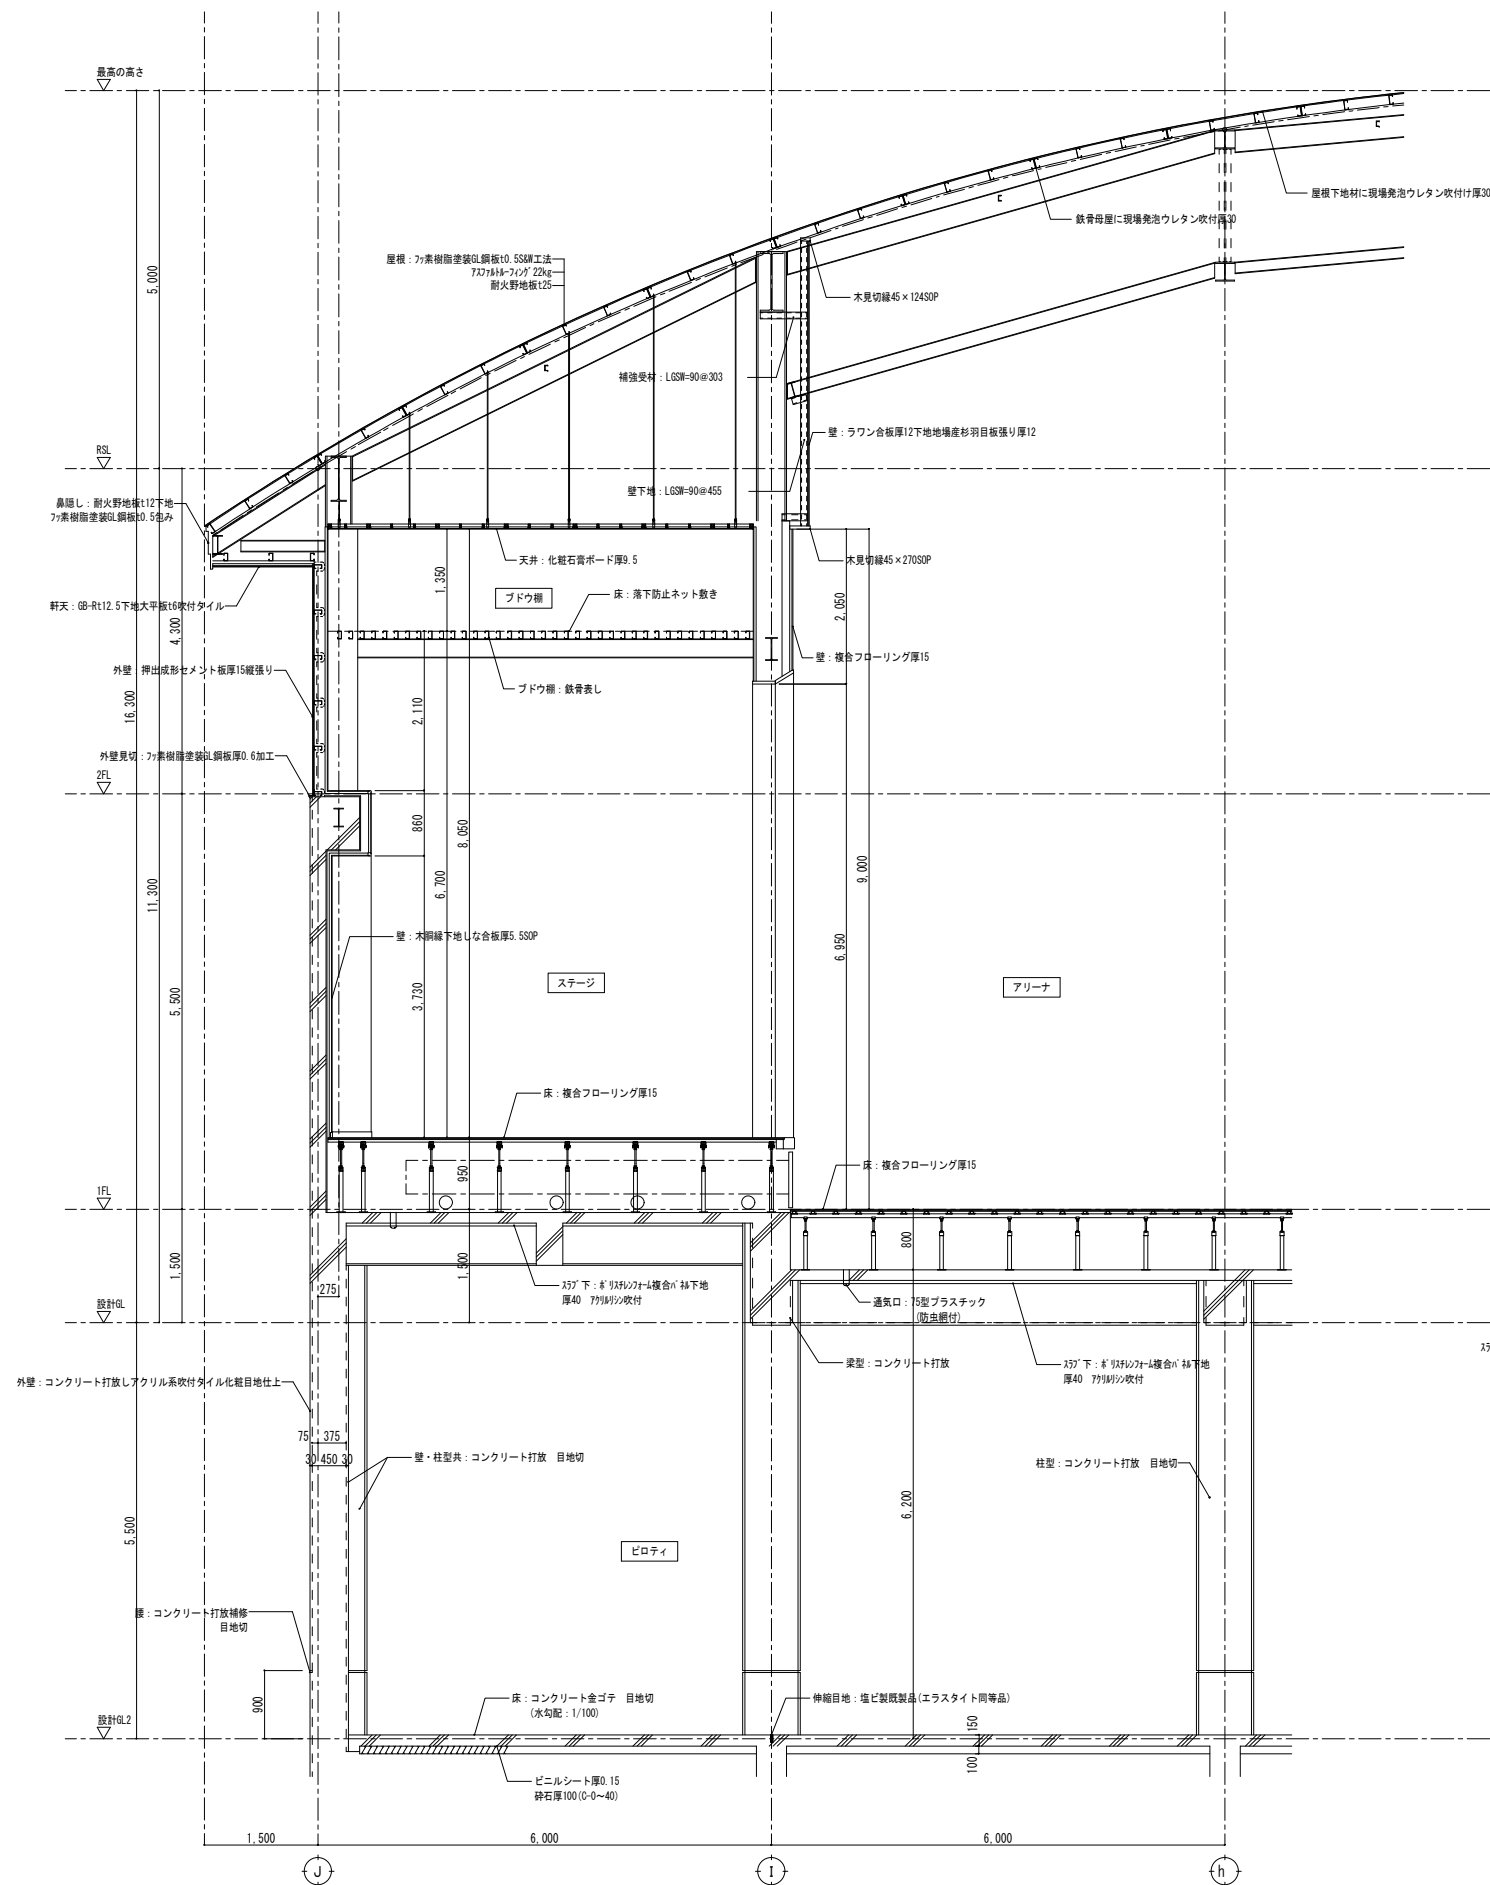 最高の高さ
屋根下地材に現場発泡ウレタン吹付け厚30
鉄骨母屋に現場発泡ウレタン吹付厚30
屋根：フッ素樹脂塗装GL鋼板t0.5S&W工法
アスファルトルーフィング22kg
耐火野地板t25
5,000
木見切縁45×124SOP
補強受材：LGSW=90@303
壁：ラワン合板厚12下地地場産杉羽目板張り厚12
RSL
壁下地：LGSW=90@455
鼻隠し：耐火野地板t12下地
フッ素樹脂塗装GL鋼板t0.5包み
天井：化粧石膏ボード厚9.5
木見切縁45×270SOP
1,350
ブドウ棚
床：落下防止ネット敷き
2,050
軒天：GB-Rt12.5下地大平板t6吹付タイル
4,300
壁：複合フローリング厚15
外壁：押出成形セメント板厚15縦張り
ブドウ棚：鉄骨表し
16,300
2,110
外壁見切：フッ素樹脂塗装GL鋼板厚0.6加工
2FL
860
8,050
9,000
6,700
11,300
壁：木胴縁下地しな合板厚5.5SOP
6,950
ステージ
アリーナ
3,730
5,500
床：複合フローリング厚15
床：複合フローリング厚15
950
1FL
800
1,500
1,500
275
スラブ下：ポリスチレンフォーム複合パネル下地
厚40　アクリルリシン吹付
通気口：75型プラスチック
(防虫網付)
設計GL
スラ
梁型：コンクリート打放
スラブ下：ポリスチレンフォーム複合パネル下地
厚40　アクリルリシン吹付
外壁：コンクリート打放しアクリル系吹付タイル化粧目地仕上
75 375
30 450 30
壁・柱型共：コンクリート打放　目地切
柱型：コンクリート打放　目地切
6,200
5,500
ピロティ
腰：コンクリート打放補修
目地切
900
床：コンクリート金ゴテ　目地切
(水勾配：1/100)
伸縮目地：塩ビ製既製品(エラスタイト同等品)
設計GL2
150
100
ビニルシート厚0.15
砕石厚100(C-0～40)
1,500
6,000
6,000
J
I
h